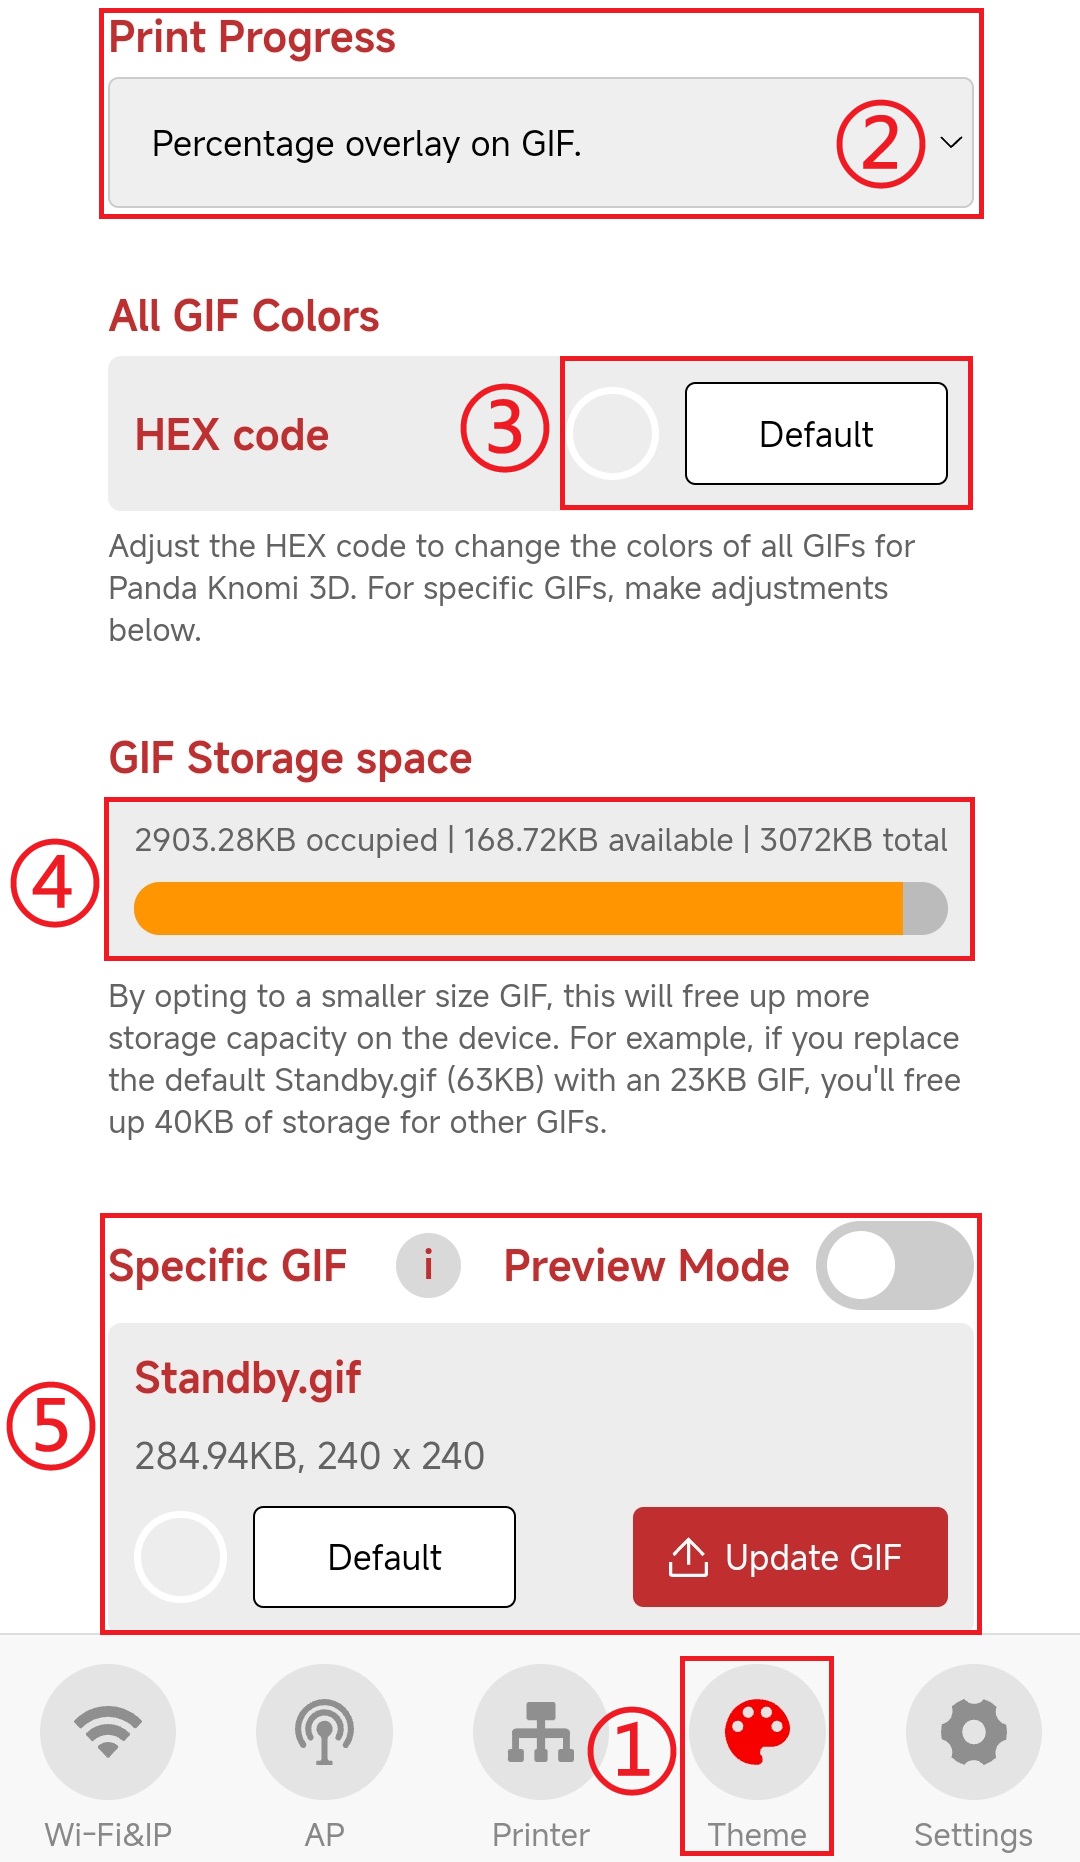 Print Progress
Percentage overlay on GIF.
②
All GIF Colors
HEX code
③
Default
Adjust the HEX code to change the colors of all GIFs for
Panda Knomi 3D. For specific GIFs, make adjustments
below.
GIF Storage space
④
2903.28KB occupied | 168.72KB available | 3072KB total
By opting to a smaller size GIF, this will free up more
storage capacity on the device. For example, if you replace
the default Standby.gif (63KB) with an 23KB GIF, you'll free
up 40KB of storage for other GIFs.
Specific GIF
i
Preview Mode
⑤
Standby.gif
284.94KB, 240 x 240
Default
Update GIF
①
Wi-Fi&IP
AP
Printer
Theme
Settings